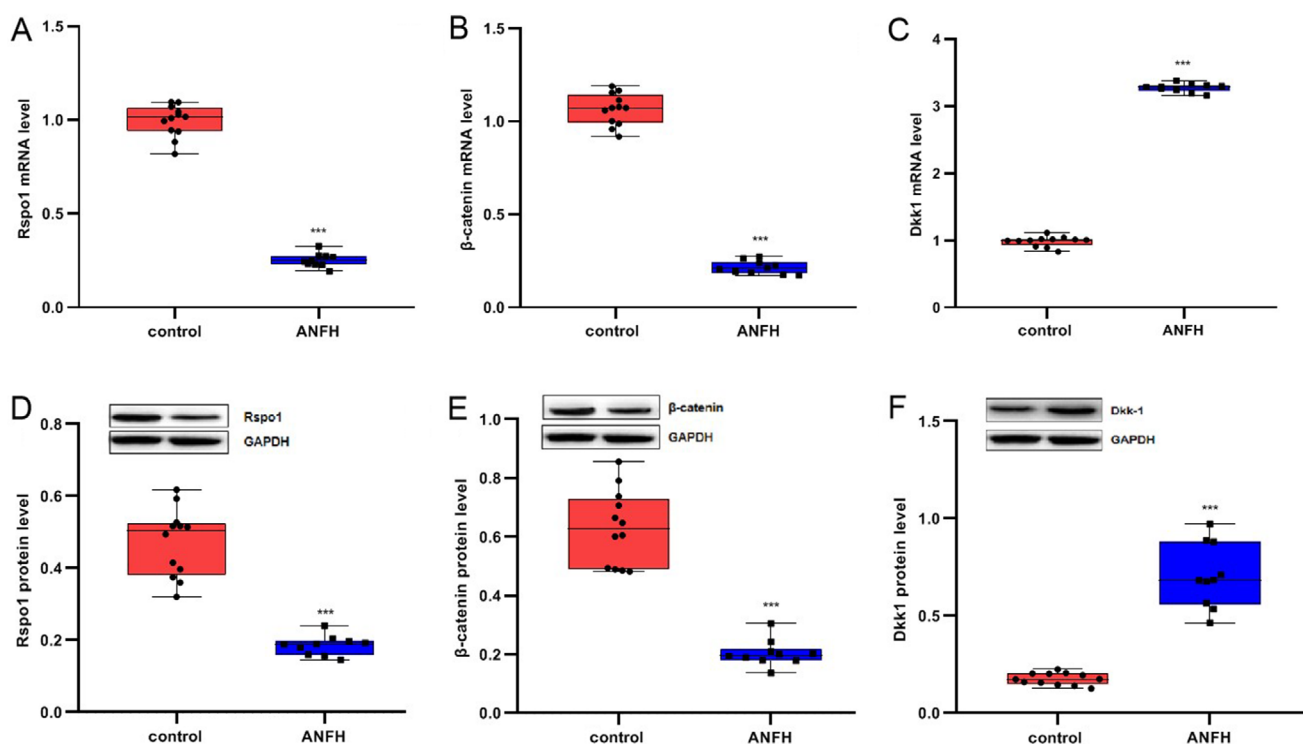 A
Rspo1 mRNA level
1.5
1.0
0.5
0.0
***
control
ANFH
B
β-catenin mRNA level
1.5
1.0
0.5
0.0
***
control
ANFH
C
Dkk1 mRNA level
4
3
2
1
0
***
control
ANFH
D
Rspo1
GAPDH
Rspo1 protein level
0.8
0.6
0.4
0.2
0.0
***
control
ANFH
E
β-catenin
GAPDH
β-catenin protein level
1.0
0.8
0.6
0.4
0.2
0.0
***
control
ANFH
F
Dkk-1
GAPDH
Dkk1 protein level
1.5
1.0
0.5
0.0
***
control
ANFH